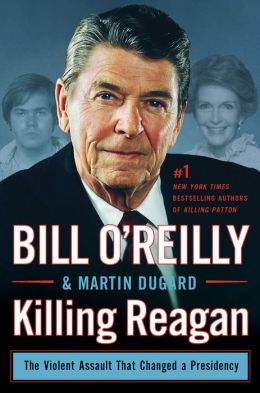 #1
NEW YORK TIMES
BESTSELLING AUTHORS
OF KILLING PATTON
BILL O'REILLY
& MARTIN DUGARD
Killing Reagan
The Violent Assault That Changed a Presidency